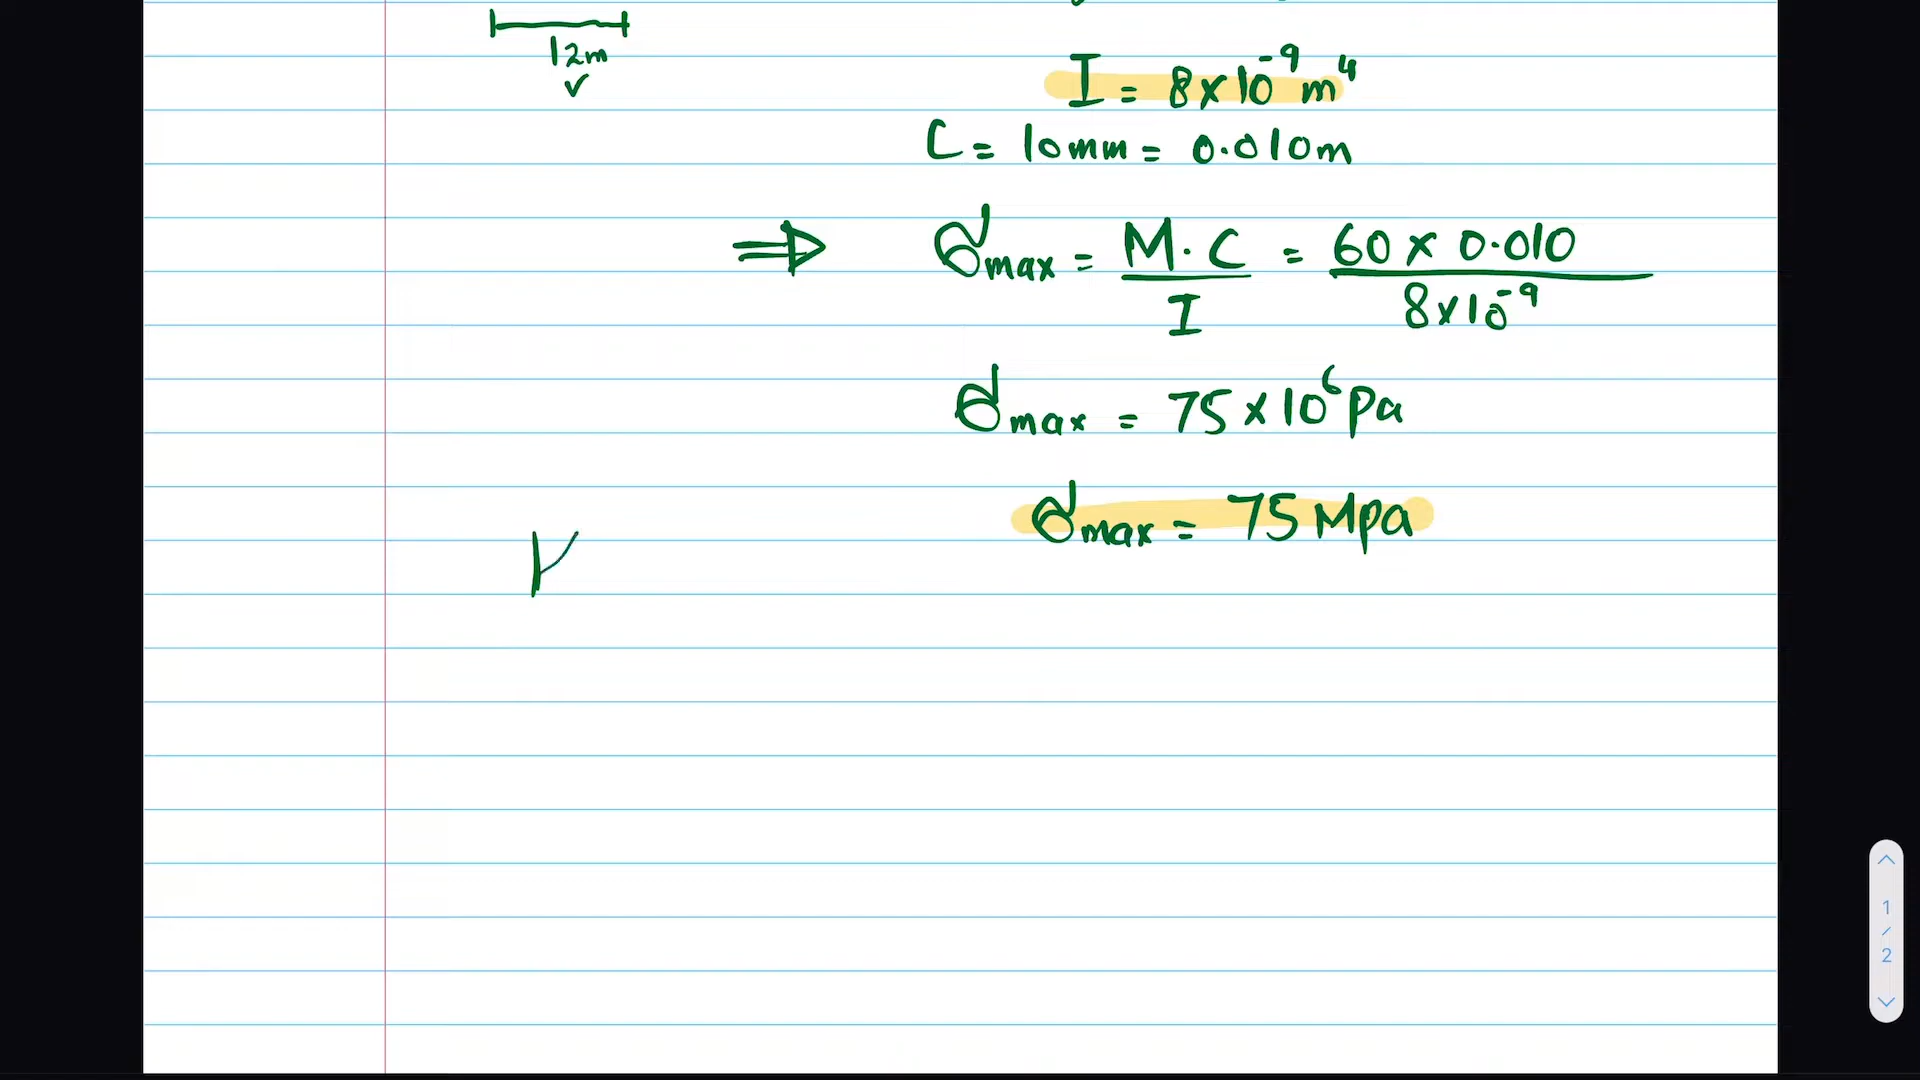 12m
I = 8x10⁻⁹ m⁴
C = 10mm = 0.010m
⇒ σmax = M.C / I = 60 x 0.010 / 8x10⁻⁹
σmax = 75 x 10⁶ Pa
σmax = 75 Mpa
1
/
2